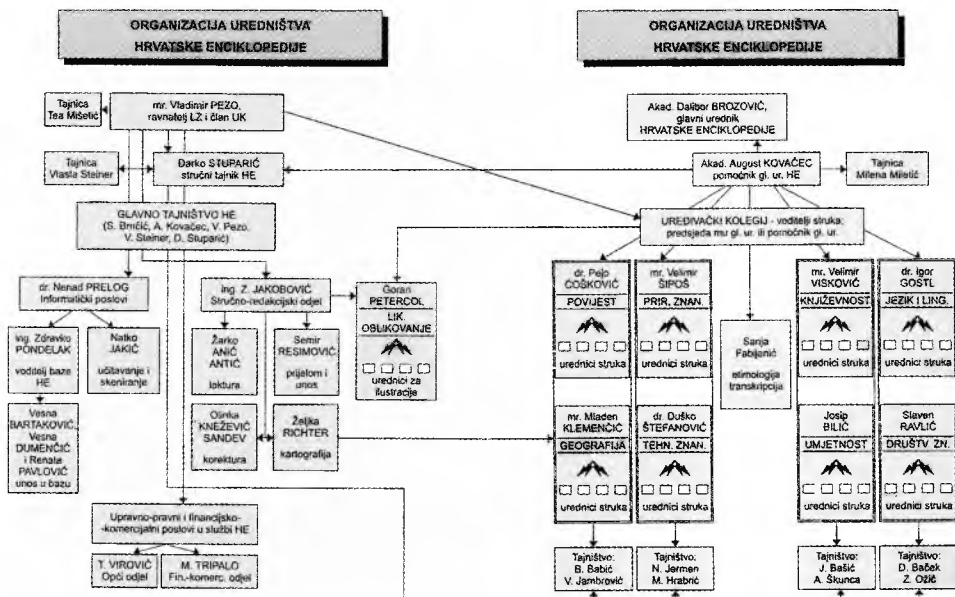 ORGANIZACIJA UREDNIŠTVA
HRVATSKE ENCIKLOPEDIJE
Tajnica
Tea Mišetić
mr. Vladimir PEZO,
ravnatelj LZ i član UK
Tajnica
Vlasta Steiner
Darko STUPARIĆ
stručni tajnik HE
GLAVNO TAJNIŠTVO HE
(S. Brničić, A. Kovačec, V. Pezo,
V. Steiner, D. Stuparić)
dr. Nenad PRELOG
Informatički poslovi
ing. Z. JAKOBOVIĆ
Stručno-redakcijski odjel
Goran
PETERCOL
LIK.
OBLIKOVANJE
urednici za
ilustracije
ing. Zdravko
PONDELAK
voditelj baze
HE
Natko
JAKIĆ
učitavanje i
skeniranje
Žarko
ANIĆ
ANTIĆ
lektura
Semir
RESIMOVIĆ
prijelom i
unos
Vesna
BARTAKOVIĆ,
Vesna
DUMENČIĆ
i Renata
PAVLOVIĆ
unos u bazu
Olinka
KNEŽEVIĆ
SANDEV
korektura
Željka
RICHTER
kartografija
Upravno-pravni i financijsko-
-komercijalni poslovi u službi HE
T. VIROVIĆ
Opći odjel
M. TRIPALO
Fin.-komerc. odjel
ORGANIZACIJA UREDNIŠTVA
HRVATSKE ENCIKLOPEDIJE
Akad. Dalibor BROZOVIĆ,
glavni urednik
HRVATSKE ENCIKLOPEDIJE
Akad. August KOVAČEC
pomoćnik gl. ur. HE
Tajnica
Milena Miletić
UREĐIVAČKI KOLEGIJ - voditelji struka;
predsjeda mu gl. ur. ili pomoćnik gl. ur.
dr. Pejo
ĆOŠKOVIĆ
POVIJEST
urednici struka
mr. Velimir
ŠIPOŠ
PRIR. ZNAN.
urednici struka
Sanja
Fabijanić
etimologija
transkripcija
mr. Velimir
VISKOVIĆ
KNJIŽEVNOST
urednici struka
dr. Igor
GOSTL
JEZIK I LING.
urednici struka
mr. Mladen
KLEMENČIĆ
GEOGRAFIJA
urednici struka
dr. Duško
ŠTEFANOVIĆ
TEHN. ZNAN.
urednici struka
Josip
BILIĆ
UMJETNOST
urednici struka
Slaven
RAVLIĆ
DRUŠTV. ZN.
urednici struka
Tajništvo:
B. Babić
V. Jambrović
Tajništvo:
N. Jermen
M. Hrabrić
Tajništvo:
J. Bašić
A. Škunca
Tajništvo:
D. Baček
Z. Ožić